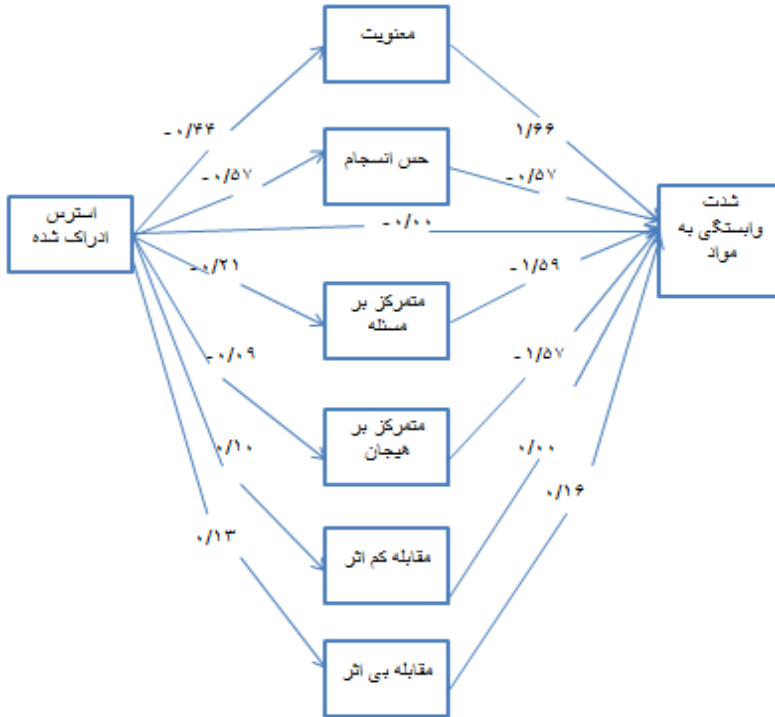 معنویت
-۰/۴۴
۱/۶۶
حس انسجام
-۰/۵۷
-۰/۵۷
استرس
ادراک شده
شدت
وابستگی به
مواد
-۰/۰۰
-۰/۲۱
-۱/۵۹
متمرکز بر
مسئله
-۰/۰۹
-۱/۵۷
متمرکز بر
هیجان
۰/۱۰
۰/۰۰
۰/۱۶
۰/۱۳
مقابله کم اثر
مقابله بی اثر